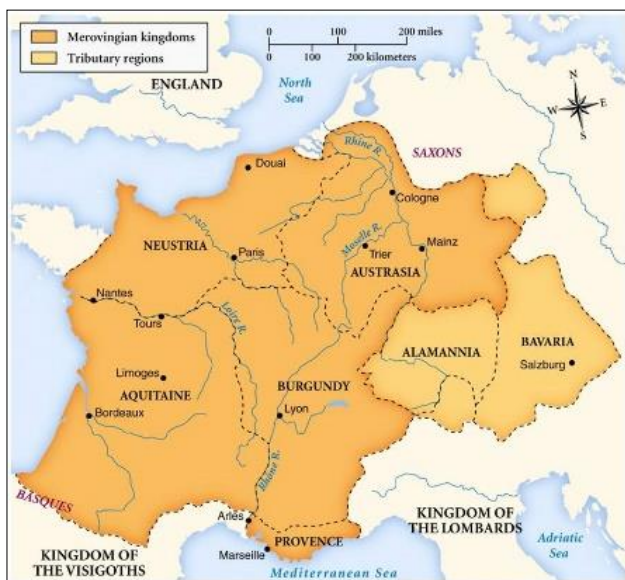 Merovingian kingdoms
Tributary regions
0 100 200 miles
0 100 200 kilometers
ENGLAND
North
Sea
N
W E
S
SAXONS
Rhine R.
Douai
Cologne
NEUSTRIA
Paris
Moselle R.
Trier
Mainz
AUSTRASIA
Nantes
Tours
Loire R.
ALAMANNIA
BAVARIA
Salzburg
Limoges
AQUITAINE
BURGUNDY
Bordeaux
Lyon
Rhône R.
BASQUES
Arles
PROVENCE
Marseille
KINGDOM OF
THE VISIGOTHS
KINGDOM OF
THE LOMBARDS
Adriatic
Sea
Mediterranean Sea